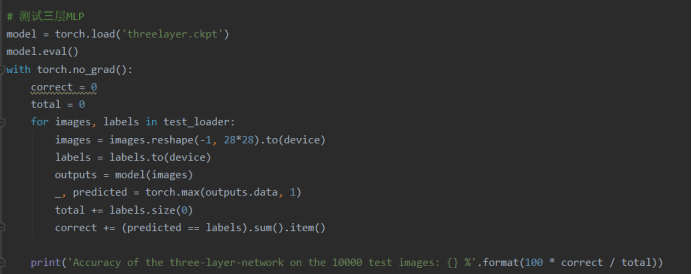 # 测试三层MLP
model = torch.load('threelayer.ckpt')
model.eval()
with torch.no_grad():
    correct = 0
    total = 0
    for images, labels in test_loader:
        images = images.reshape(-1, 28*28).to(device)
        labels = labels.to(device)
        outputs = model(images)
        _, predicted = torch.max(outputs.data, 1)
        total += labels.size(0)
        correct += (predicted == labels).sum().item()

    print('Accuracy of the three-layer-network on the 10000 test images: {} %'.format(100 * correct / total))